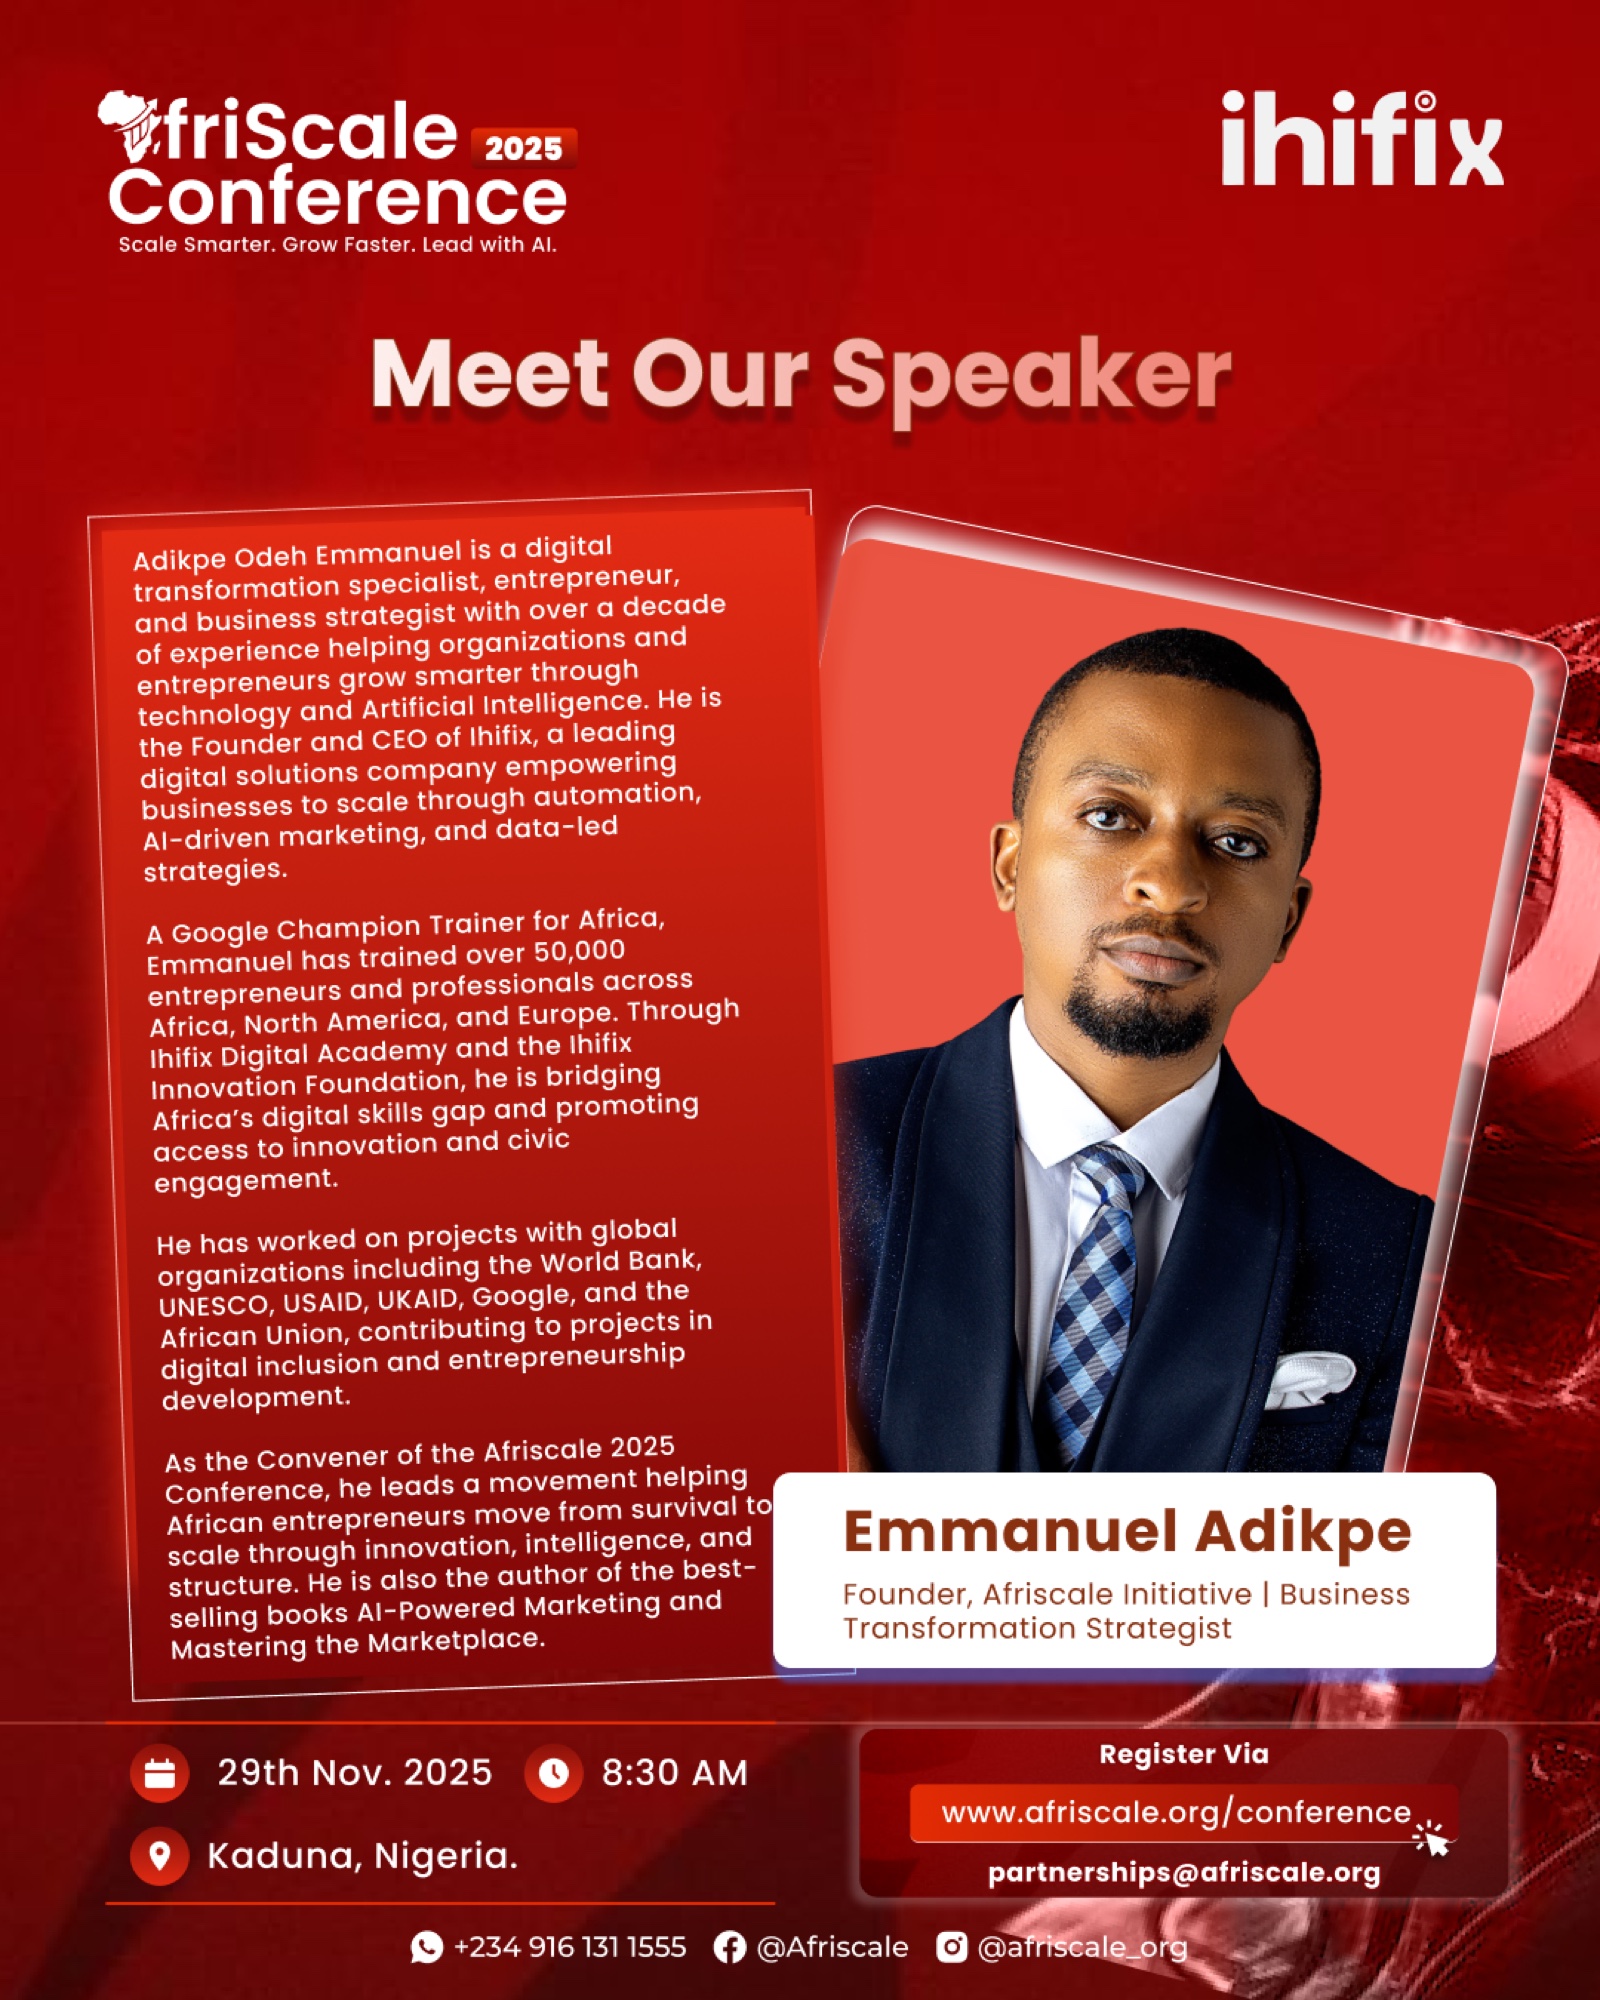 AfriScale 2025
Conference
Scale Smarter. Grow Faster. Lead with AI.
ihifix
Meet Our Speaker
Adikpe Odeh Emmanuel is a digital
transformation specialist, entrepreneur,
and business strategist with over a decade
of experience helping organizations and
entrepreneurs grow smarter through
technology and Artificial Intelligence. He is
the Founder and CEO of Ihifix, a leading
digital solutions company empowering
businesses to scale through automation,
AI-driven marketing, and data-led
strategies.
A Google Champion Trainer for Africa,
Emmanuel has trained over 50,000
entrepreneurs and professionals across
Africa, North America, and Europe. Through
Ihifix Digital Academy and the Ihifix
Innovation Foundation, he is bridging
Africa's digital skills gap and promoting
access to innovation and civic
engagement.
He has worked on projects with global
organizations including the World Bank,
UNESCO, USAID, UKAID, Google, and the
African Union, contributing to projects in
digital inclusion and entrepreneurship
development.
As the Convener of the Afriscale 2025
Conference, he leads a movement helping
African entrepreneurs move from survival to
scale through innovation, intelligence, and
structure. He is also the author of the best-
selling books AI-Powered Marketing and
Mastering the Marketplace.
Emmanuel Adikpe
Founder, Afriscale Initiative | Business
Transformation Strategist
29th Nov. 2025 8:30 AM
Kaduna, Nigeria.
Register Via
www.afriscale.org/conference
partnerships@afriscale.org
+234 916 131 1555 @Afriscale @afriscale_org